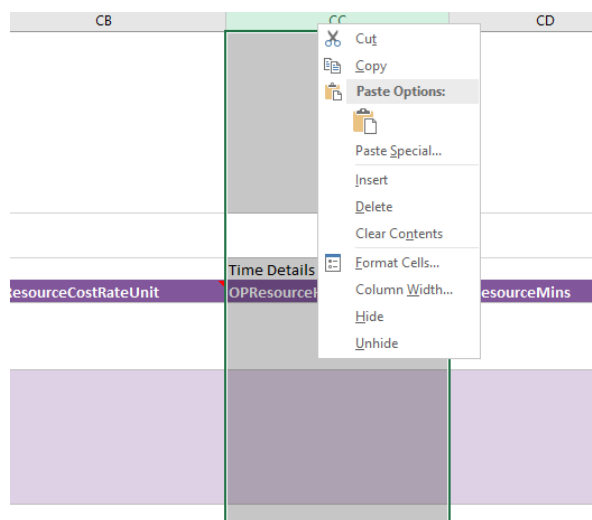 CB CC CD
Cut
Copy
Paste Options:
Paste Special...
Insert
Delete
Clear Contents
Time Details
Format Cells...
esourceCostRateUnit OPResource Column Width... esourceMins
Hide
Unhide